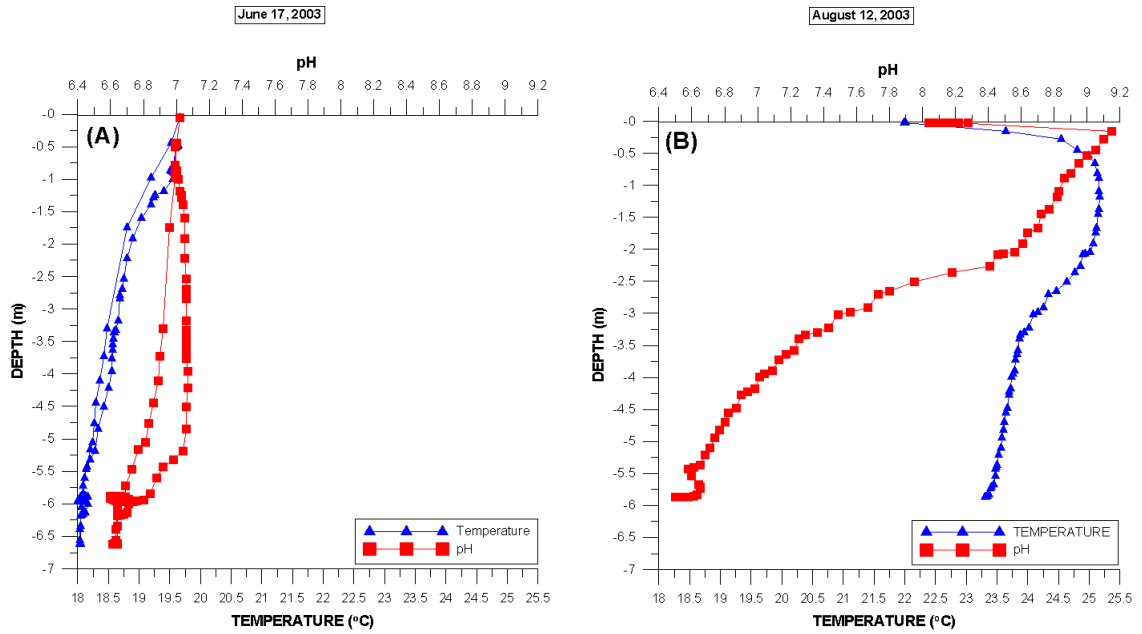 June 17, 2003
August 12, 2003
pH
6.4 6.6 6.8 7 7.2 7.4 7.6 7.8 8 8.2 8.4 8.6 8.8 9 9.2
(A)
-0
-0.5
-1
-1.5
-2
-2.5
-3
-3.5
-4
-4.5
-5
-5.5
-6
-6.5
-7
DEPTH (m)
Temperature
pH
18 18.5 19 19.5 20 20.5 21 21.5 22 22.5 23 23.5 24 24.5 25 25.5
TEMPERATURE (oC)
pH
6.4 6.6 6.8 7 7.2 7.4 7.6 7.8 8 8.2 8.4 8.6 8.8 9 9.2
(B)
-0
-0.5
-1
-1.5
-2
-2.5
-3
-3.5
-4
-4.5
-5
-5.5
-6
-6.5
-7
DEPTH (m)
TEMPERATURE
pH
18 18.5 19 19.5 20 20.5 21 21.5 22 22.5 23 23.5 24 24.5 25 25.5
TEMPERATURE (oC)